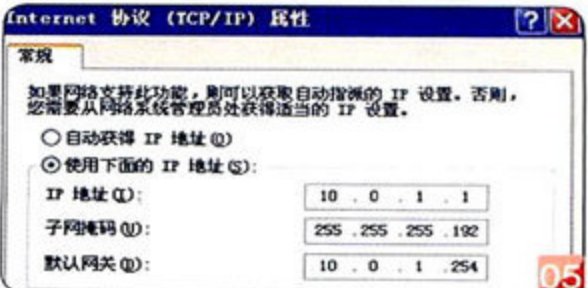 Internet 协议 (TCP/IP) 属性
常规
如果网络支持此功能，则可以获取自动指派的 IP 设置。否则，
您需要从网络系统管理员处获得适当的 IP 设置。
自动获得 IP 地址(O)
使用下面的 IP 地址(S):
IP 地址(I): 10 . 0 . 1 . 1
子网掩码(U): 255 . 255 . 255 . 192
默认网关(D): 10 . 0 . 1 . 254
05